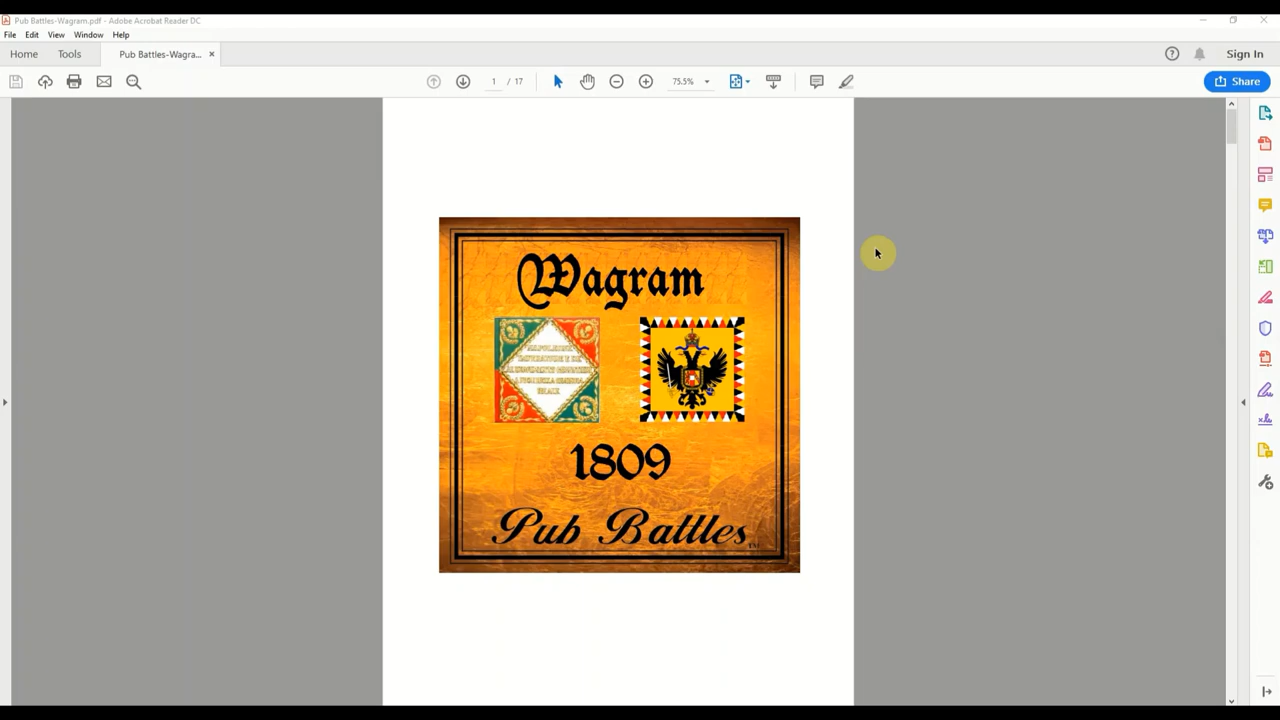 Pub Battles-Wagram.pdf - Adobe Acrobat Reader DC
File Edit View Window Help
Home Tools Pub Battles-Wagra... ×
? Sign In
1 / 17 75.5% Share
Wagram
1809
Pub Battles